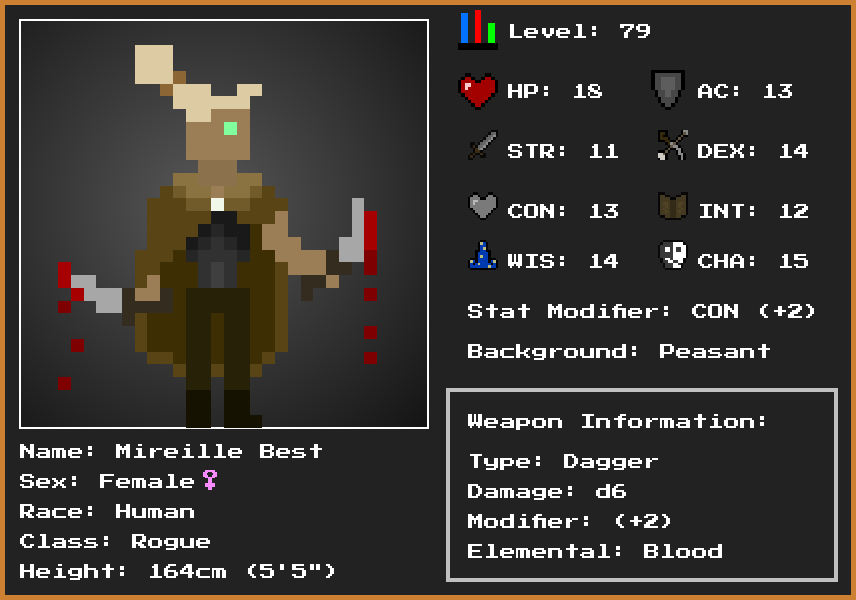 Level: 79
HP: 18
AC: 13
STR: 11
DEX: 14
CON: 13
INT: 12
WIS: 14
CHA: 15
Stat Modifier: CON (+2)
Background: Peasant
Weapon Information:
Type: Dagger
Damage: d6
Modifier: (+2)
Elemental: Blood
Name: Mireille Best
Sex: Female♀
Race: Human
Class: Rogue
Height: 164cm (5'5")